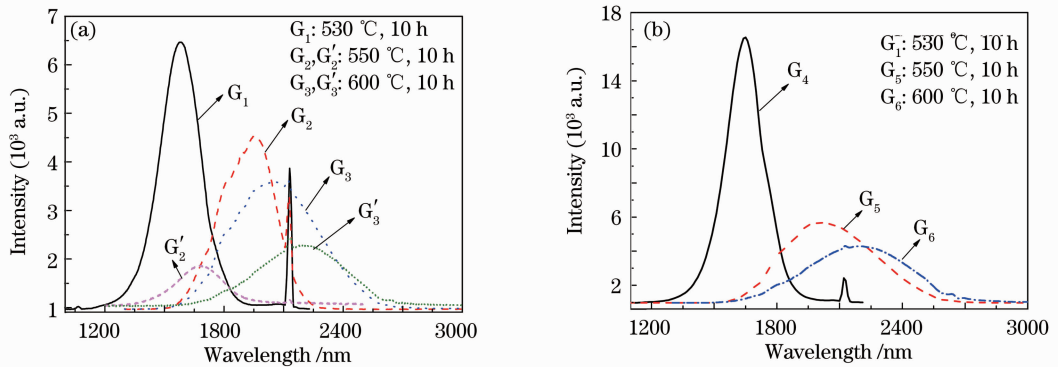 (a)
G₁: 530 ℃, 10 h
G₂,G₂′: 550 ℃, 10 h
G₃,G₃′: 600 ℃, 10 h
G₁
G₂
G₃
G₃′
G₂′
7
6
5
4
3
2
1
Intensity (10³ a.u.)
1200 1800 2400 3000
Wavelength /nm
(b)
G₁: 530 ℃, 10 h
G₅: 550 ℃, 10 h
G₆: 600 ℃, 10 h
G₄
G₅
G₆
18
14
10
6
2
Intensity (10³ a.u.)
1200 1800 2400 3000
Wavelength /nm